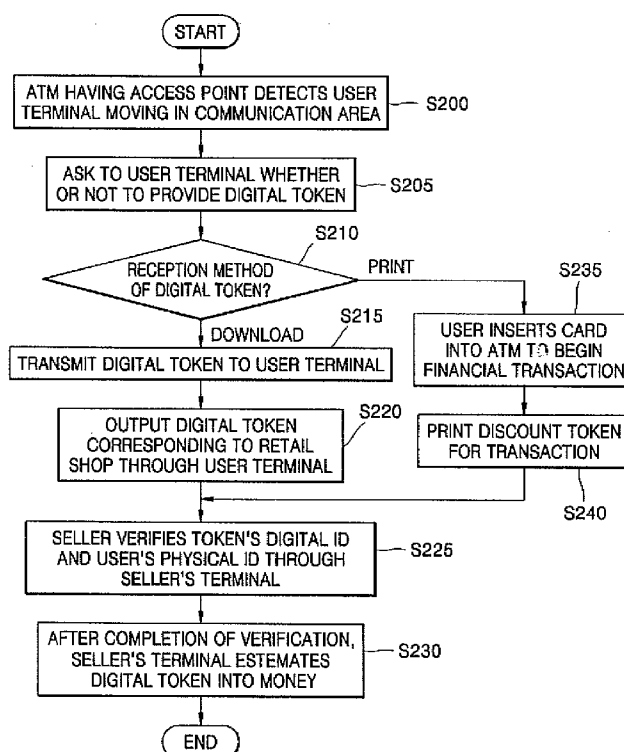 START
ATM HAVING ACCESS POINT DETECTS USER
TERMINAL MOVING IN COMMUNICATION AREA
S200
ASK TO USER TERMINAL WHETHER
OR NOT TO PROVIDE DIGITAL TOKEN
S205
S210
RECEPTION METHOD
OF DIGITAL TOKEN?
PRINT
DOWNLOAD
S215
TRANSMIT DIGITAL TOKEN TO USER TERMINAL
S235
USER INSERTS CARD
INTO ATM TO BEGIN
FINANCIAL TRANSACTION
S220
OUTPUT DIGITAL TOKEN
CORRESPONDING TO RETAIL
SHOP THROUGH USER TERMINAL
PRINT DISCOUNT TOKEN
FOR TRANSACTION
S240
SELLER VERIFIES TOKEN'S DIGITAL ID
AND USER'S PHYSICAL ID THROUGH
SELLER'S TERMINAL
S225
AFTER COMPLETION OF VERIFICATION,
SELLER'S TERMINAL ESTEMATES
DIGITAL TOKEN INTO MONEY
S230
END